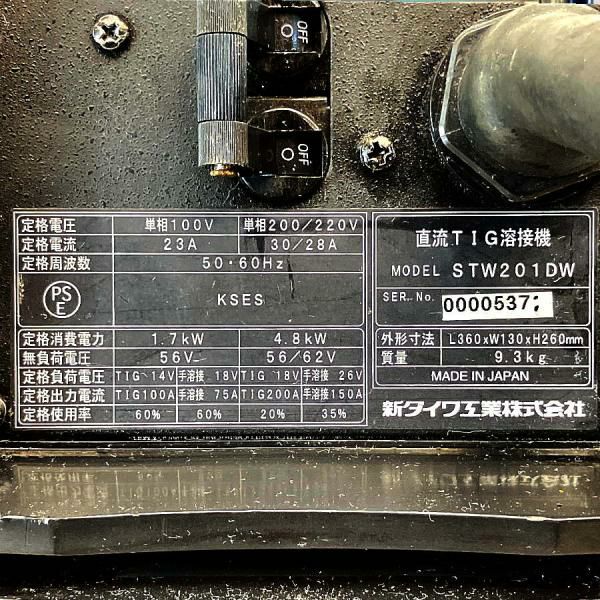 OFF
OFF
定格電圧 単相100V 単相200/220V
定格電流 23A 30/28A
定格周波数 50・60Hz
PS
E
KSES
定格消費電力 1.7kW 4.8kW
無負荷電圧 56V 56/62V
定格負荷電圧 TIG 14V 手溶接 18V TIG 18V 手溶接 26V
定格出力電流 TIG100A 手溶接 75A TIG200A 手溶接150A
定格使用率 60% 60% 20% 35%
直流TIG溶接機
MODEL STW201DW
SER.No. 0000537
外形寸法 L360xW130xH260mm
質量 9.3kg
MADE IN JAPAN
新ダイワ工業株式会社